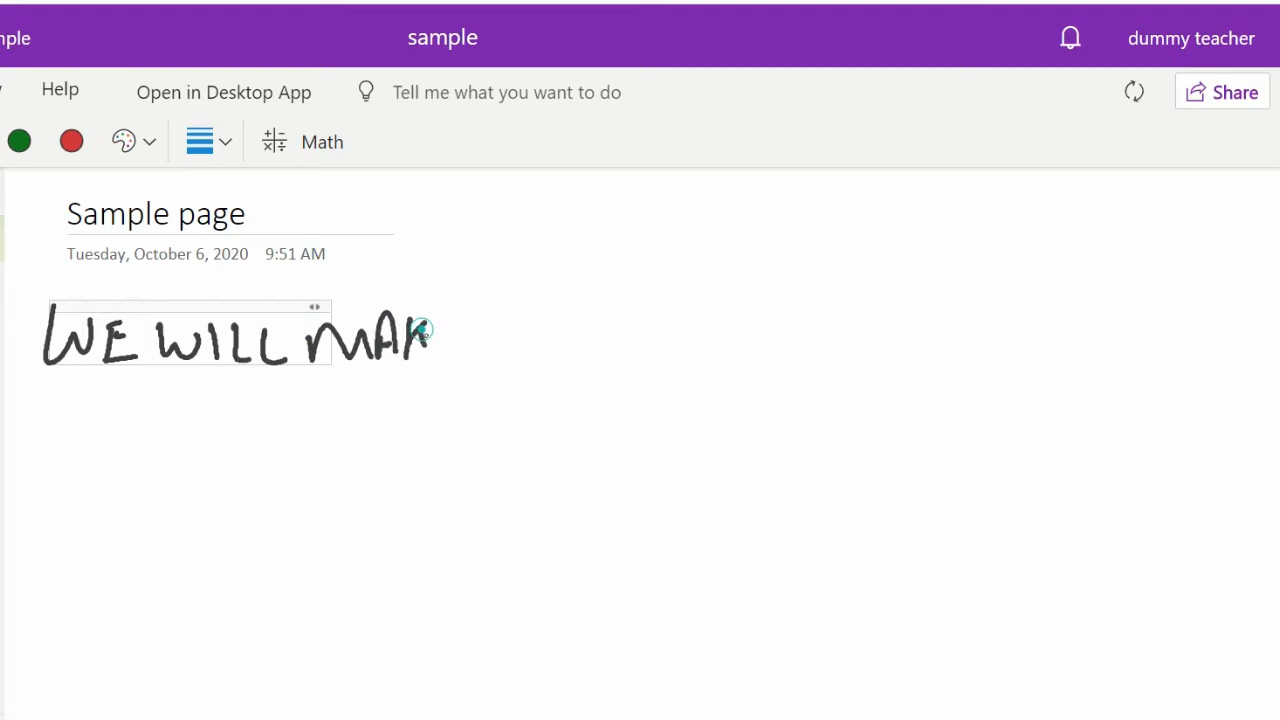 mple
sample
dummy teacher
Help
Open in Desktop App
Tell me what you want to do
Share
Math
Sample page
Tuesday, October 6, 2020 9:51 AM
WE WILL MAK